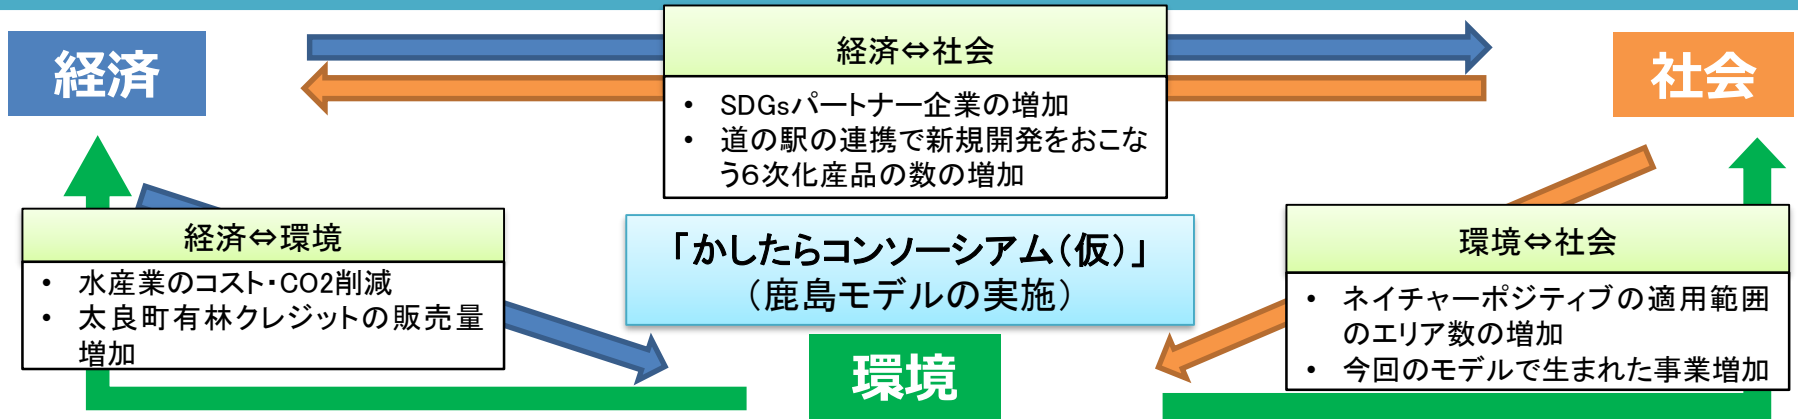 経済
経済⇔社会
• SDGsパートナー企業の増加
• 道の駅の連携で新規開発をおこな
う6次化産品の数の増加
社会
経済⇔環境
• 水産業のコスト・CO2削減
• 太良町有林クレジットの販売量
増加
「かしたらコンソーシアム(仮)」
(鹿島モデルの実施)
環境⇔社会
• ネイチャーポジティブの適用範囲
のエリア数の増加
• 今回のモデルで生まれた事業増加
環境